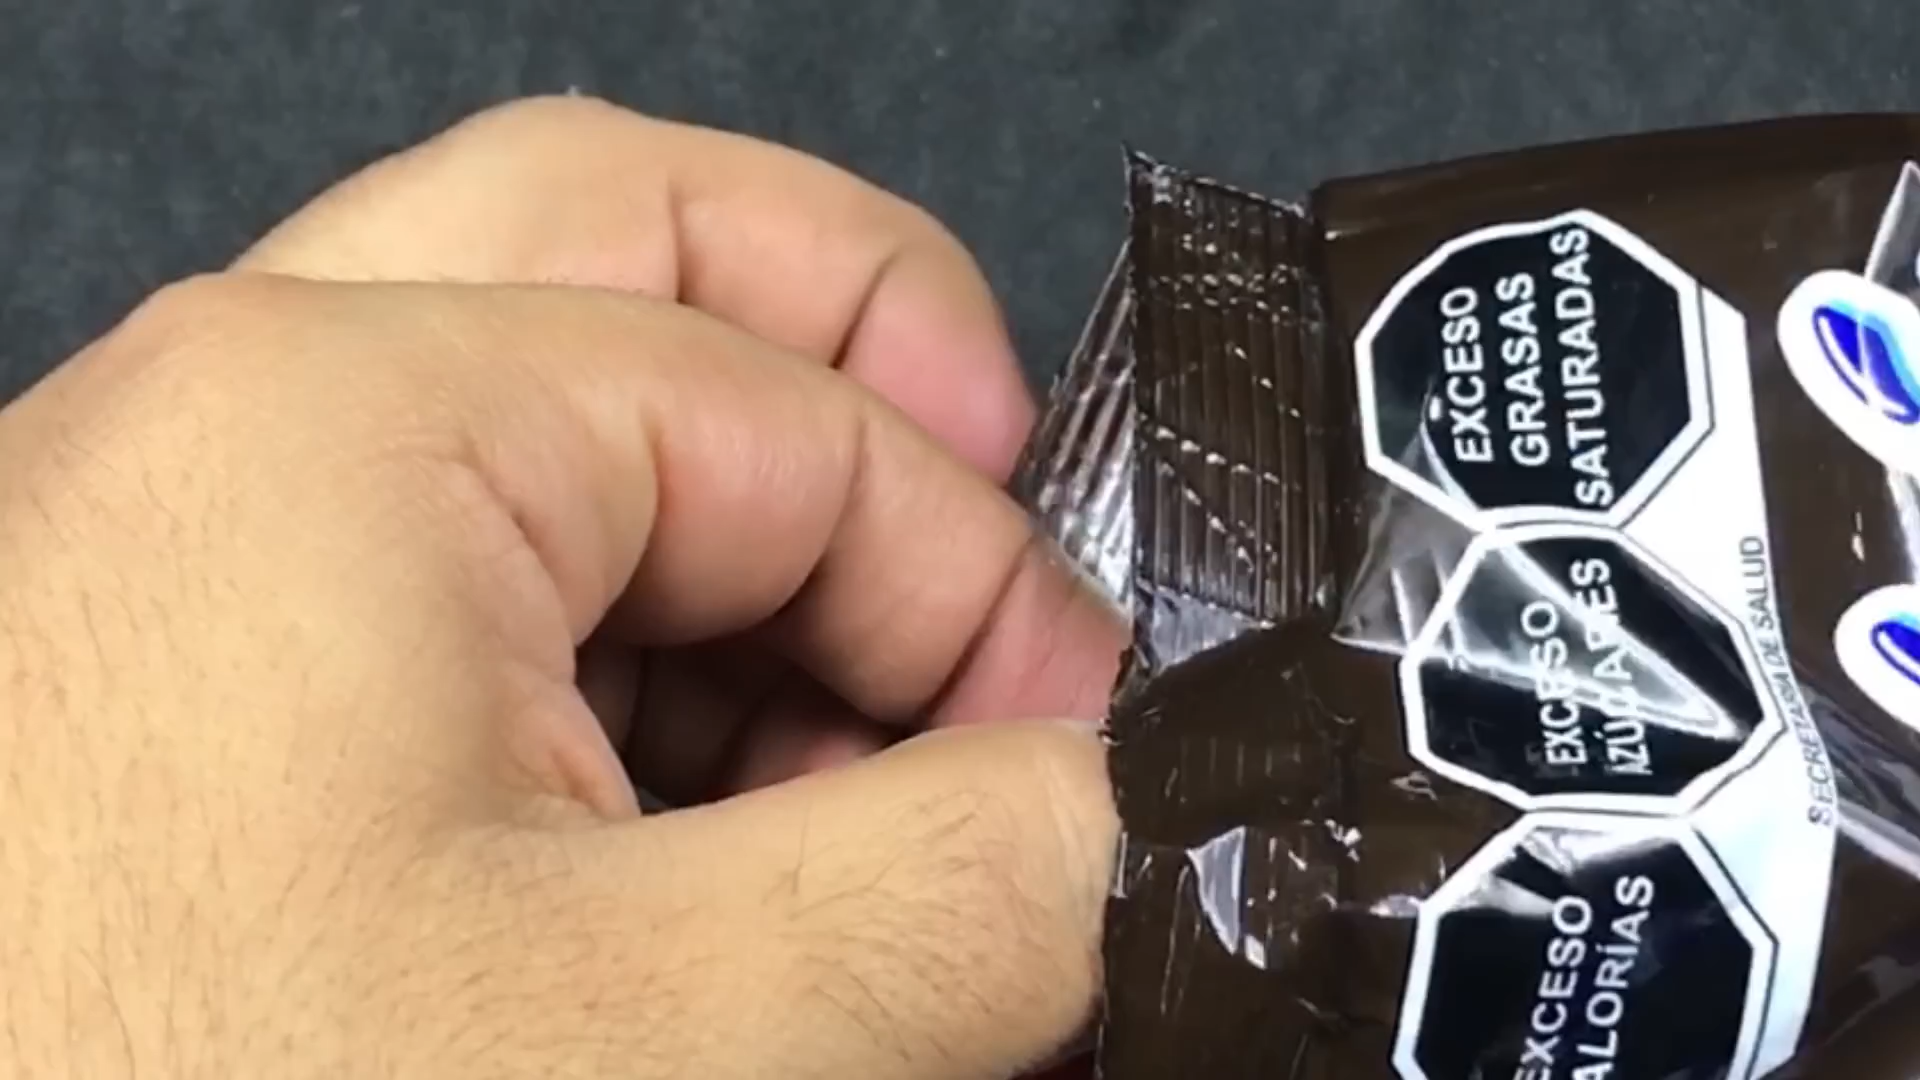 EXCESO
GRASAS
SATURADAS
EXCESO
AZÚCARES
SECRETARÍA DE SALUD
EXCESO
CALORÍAS